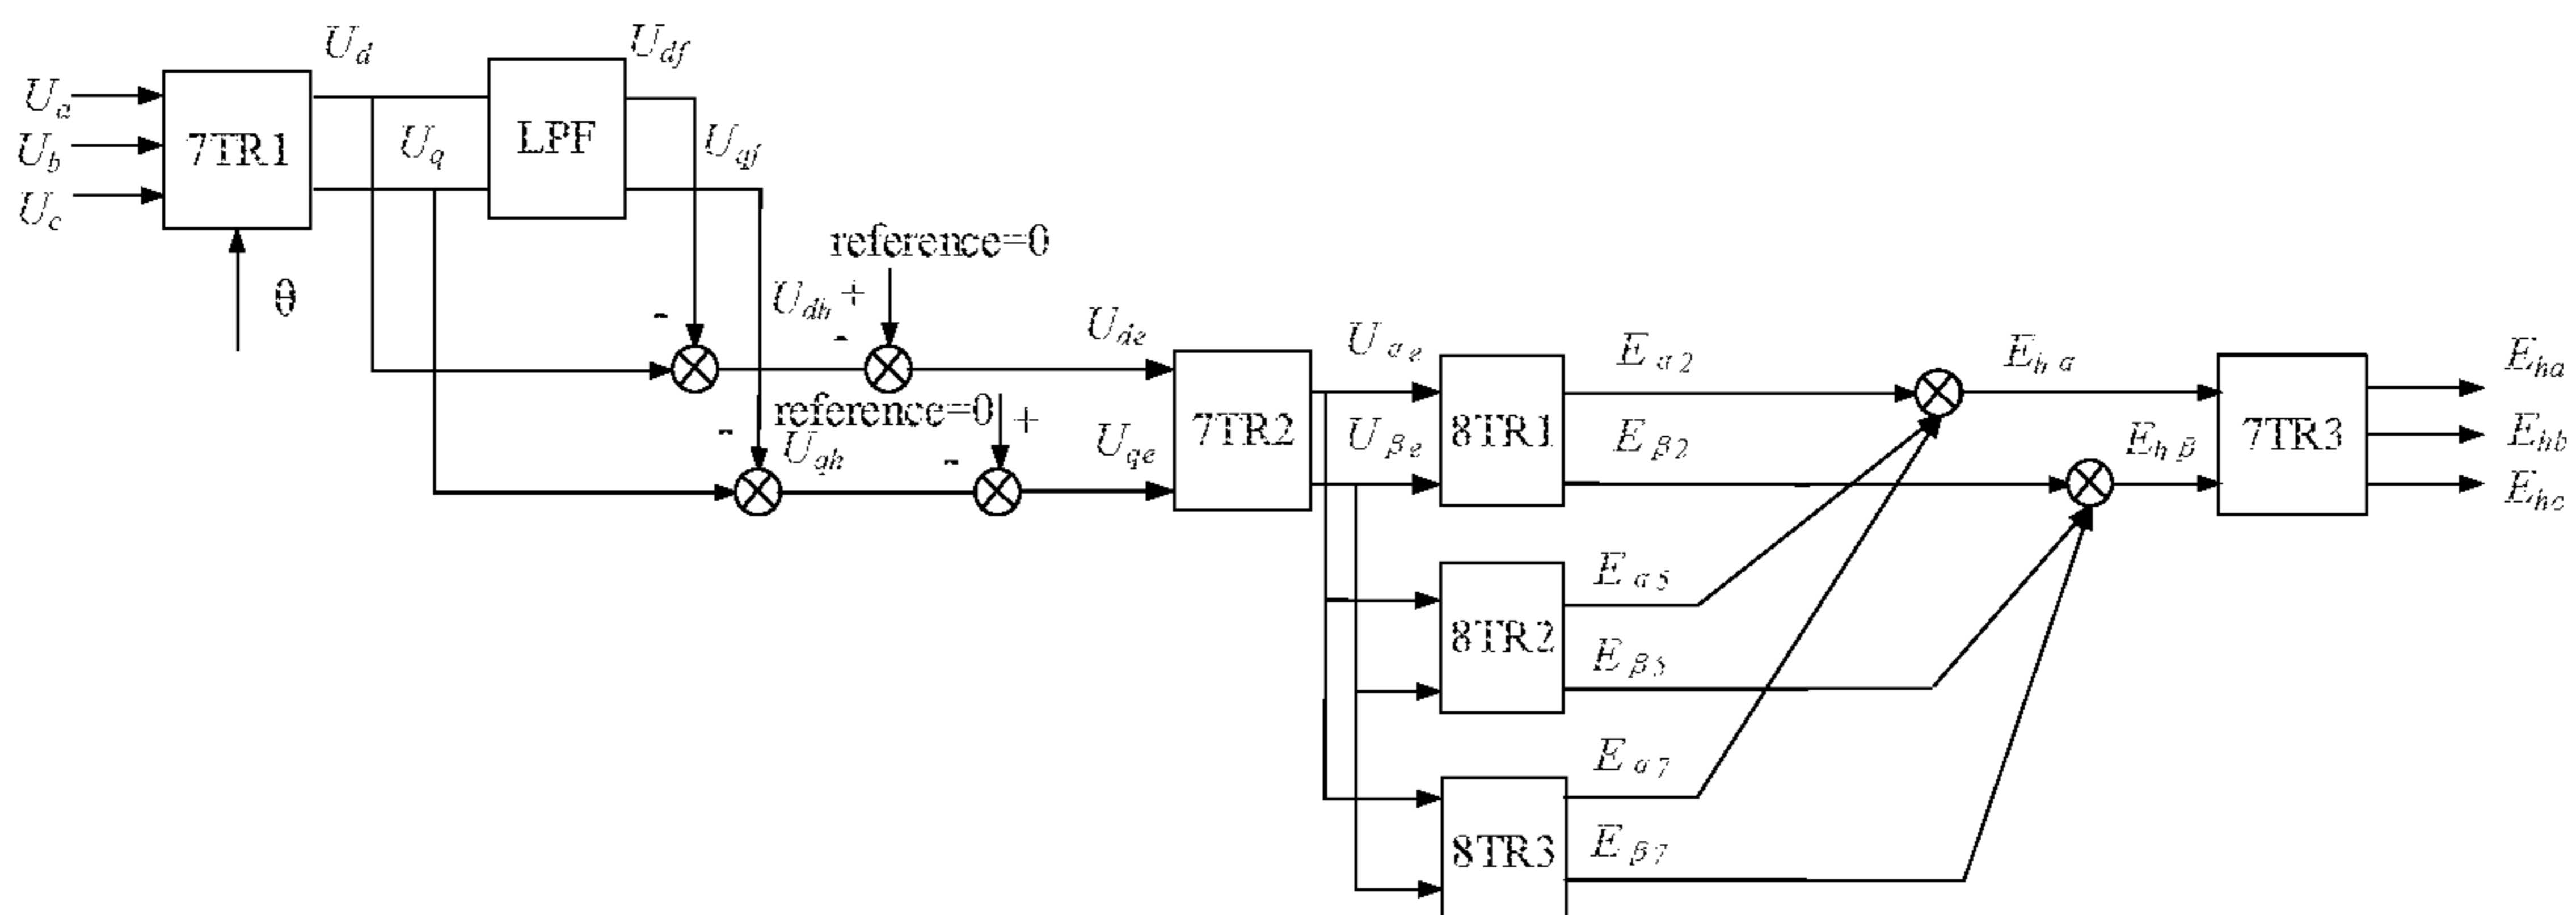 U_a
U_b
U_c
7TR1
θ
U_d
U_q
LPF
U_df
U_qf
-
-
reference=0
U_dh
+
-
reference=0
+
U_qh
-
U_de
U_qe
7TR2
U_αe
U_βe
8TR1
8TR2
8TR3
E_α2
E_β2
E_α5
E_β5
E_α7
E_β7
E_hα
E_hβ
7TR3
E_ha
E_hb
E_hc